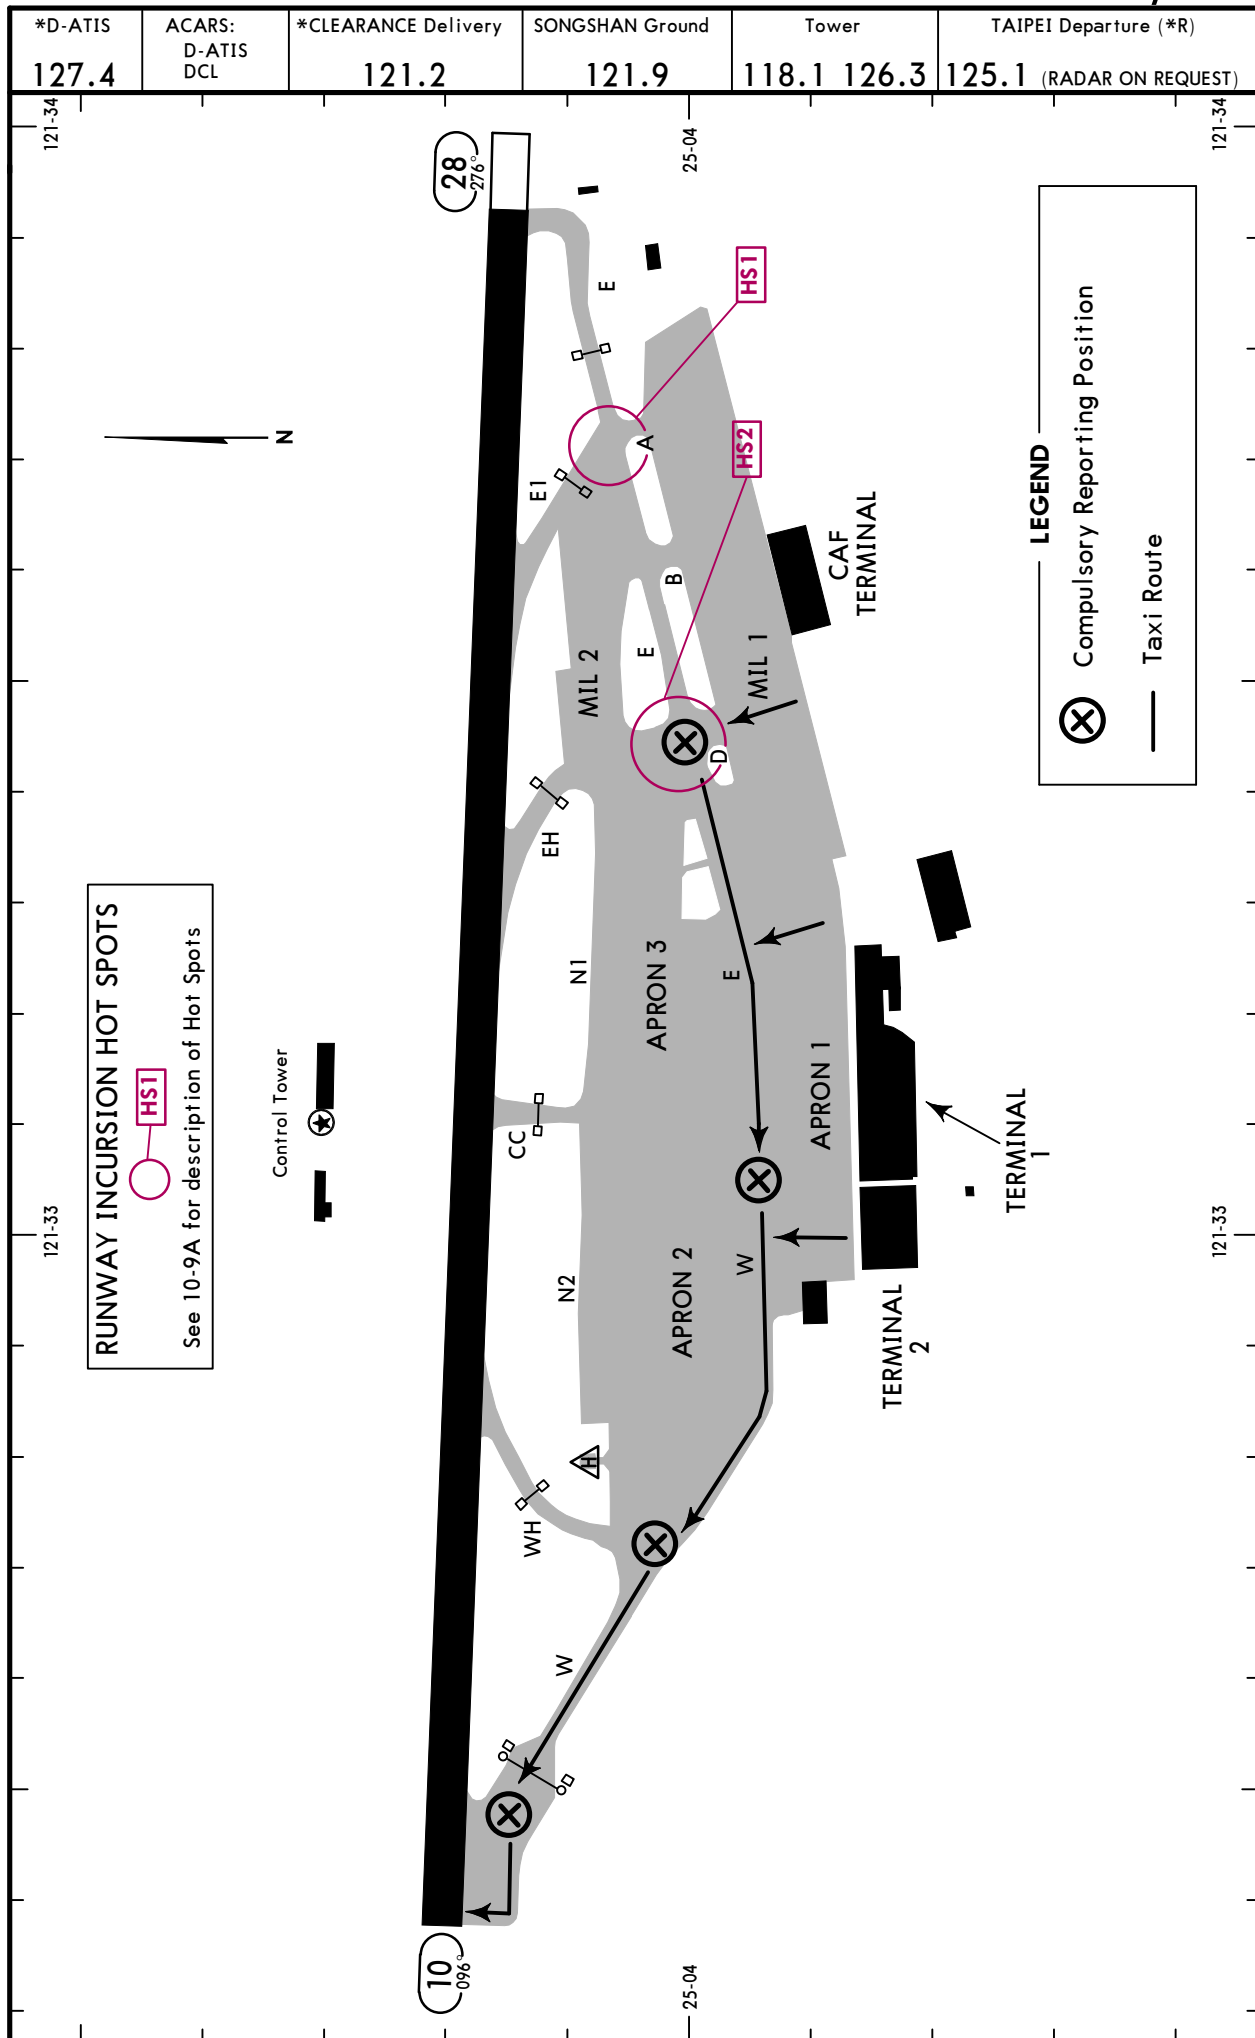 *D-ATIS
127.4
ACARS:
D-ATIS
DCL
*CLEARANCE Delivery
121.2
SONGSHAN Ground
121.9
Tower
118.1 126.3
TAIPEI Departure (*R)
125.1 (RADAR ON REQUEST)
121-34
25-04
121-34
28
276°
HS1
E
N
A
HS2
E1
B
E
MIL 2
MIL 1
CAF
TERMINAL
D
EH
N1
APRON 3
E
APRON 1
CC
TERMINAL
1
LEGEND
Compulsory Reporting Position
Taxi Route
RUNWAY INCURSION HOT SPOTS
HS1
See 10-9A for description of Hot Spots
Control Tower
121-33
121-33
N2
APRON 2
W
TERMINAL
2
H
WH
W
10
096°
25-04